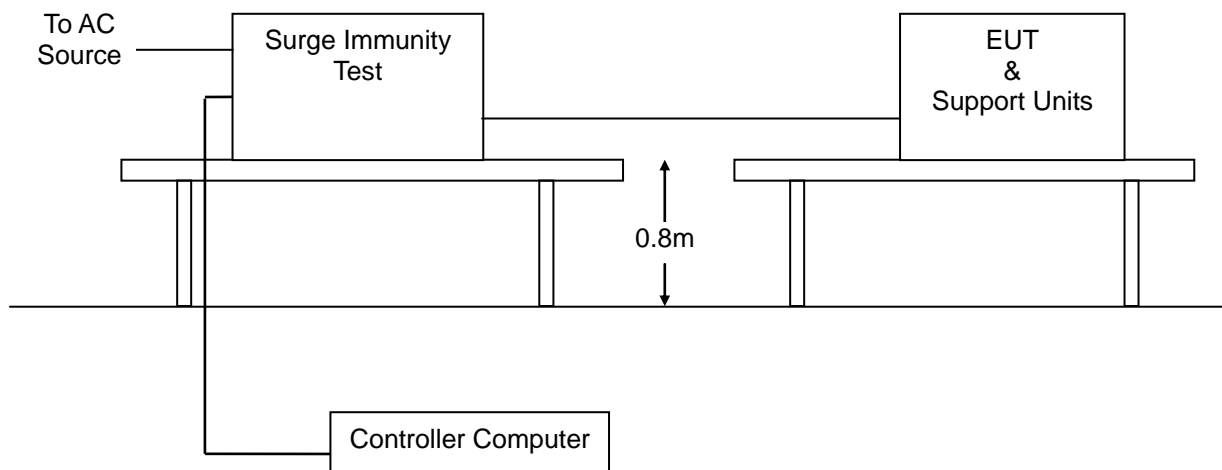 To AC
Source
Surge Immunity
Test
EUT
&
Support Units
0.8m
Controller Computer